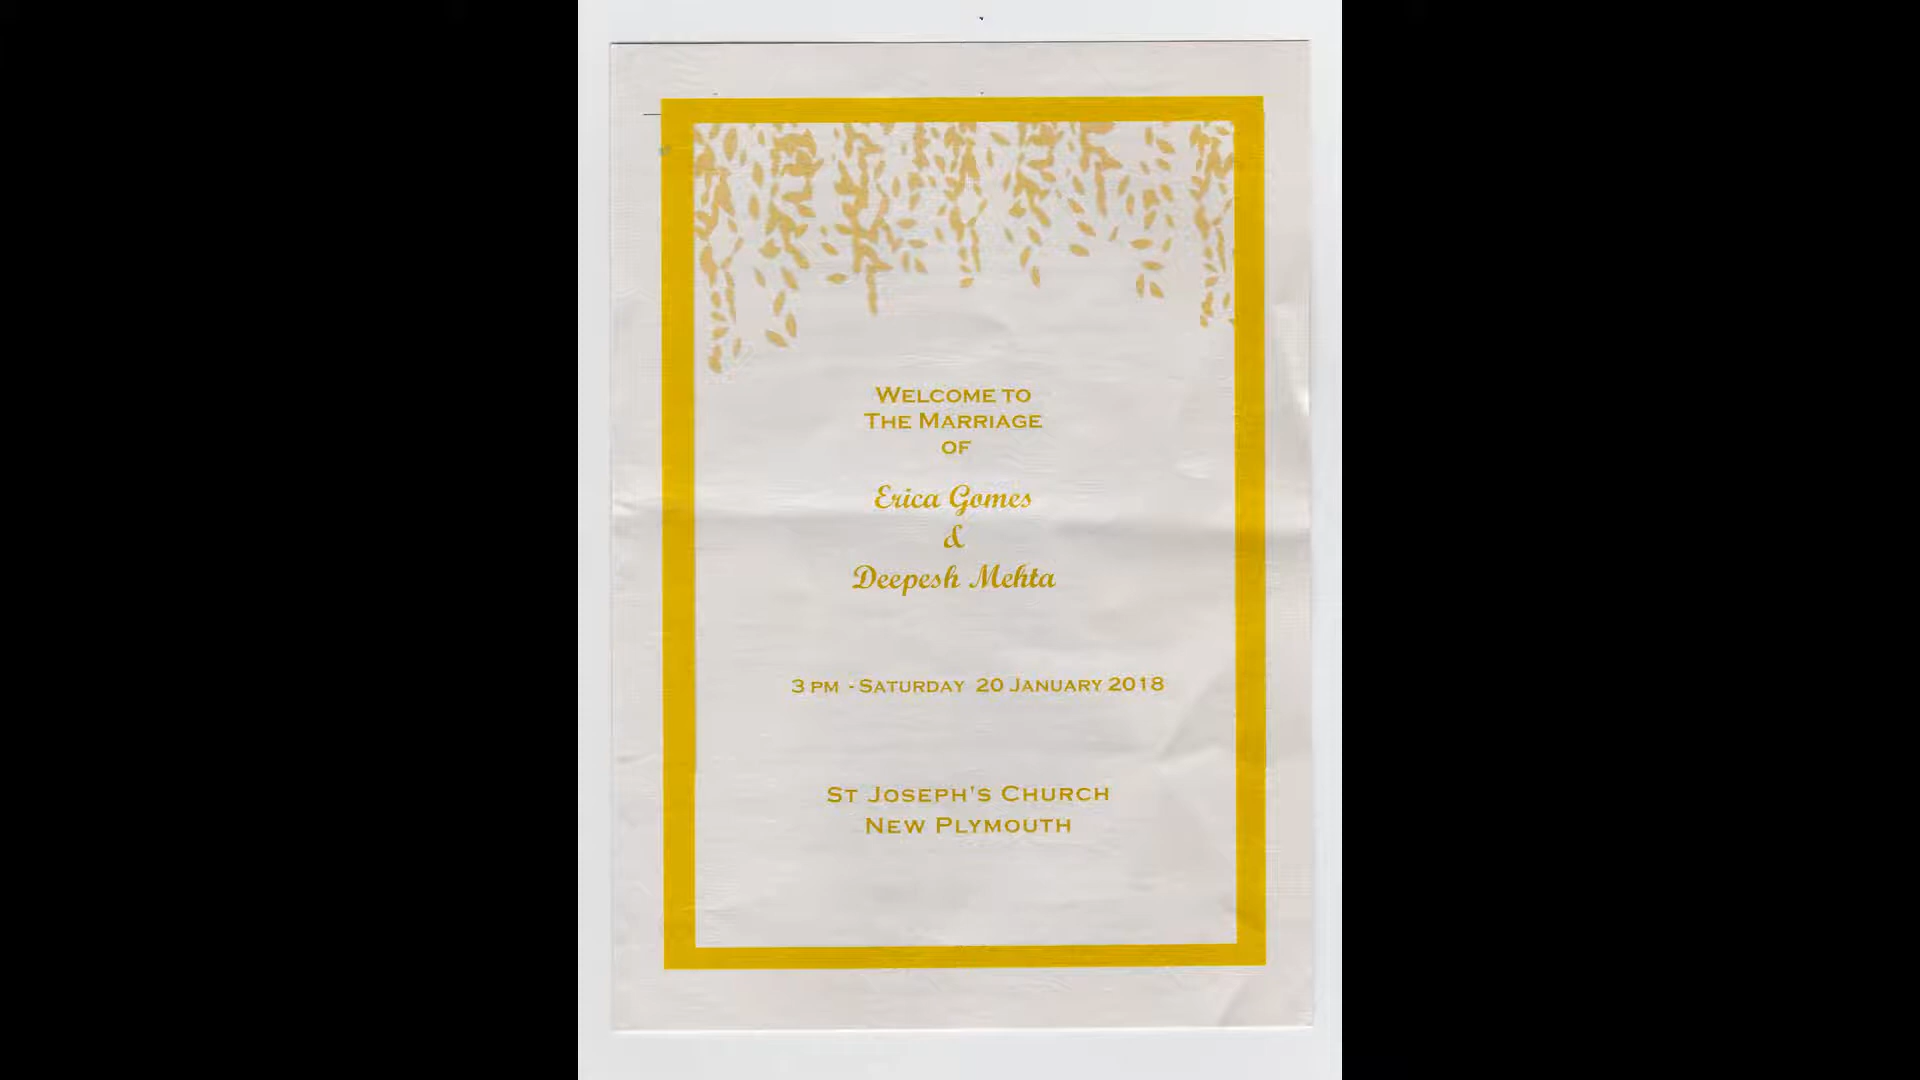 WELCOME TO
THE MARRIAGE
OF
Erica Gomes
&
Deepesh Mehta
3 PM - SATURDAY 20 JANUARY 2018
ST JOSEPH'S CHURCH
NEW PLYMOUTH